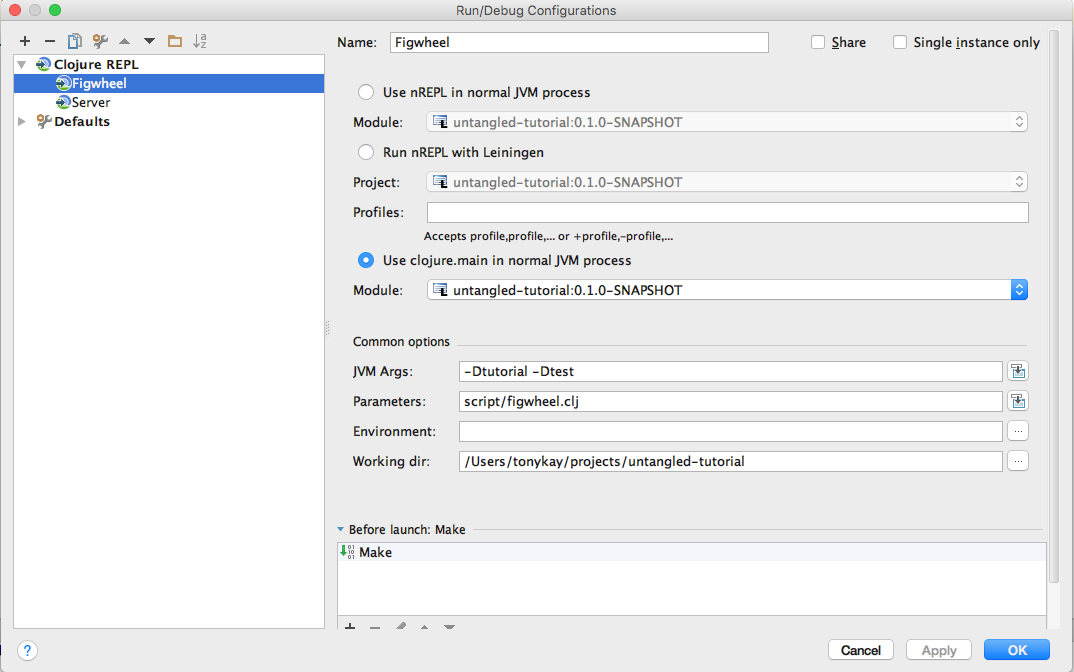 Run/Debug Configurations
Clojure REPL
Figwheel
Server
Defaults
Name: Figwheel
Share
Single instance only
Use nREPL in normal JVM process
Module: untangled-tutorial:0.1.0-SNAPSHOT
Run nREPL with Leiningen
Project: untangled-tutorial:0.1.0-SNAPSHOT
Profiles:
Accepts profile,profile,... or +profile,-profile,...
Use clojure.main in normal JVM process
Module: untangled-tutorial:0.1.0-SNAPSHOT
Common options
JVM Args: -Dtutorial -Dtest
Parameters: script/figwheel.clj
Environment:
Working dir: /Users/tonykay/projects/untangled-tutorial
Before launch: Make
Make
? Cancel Apply OK